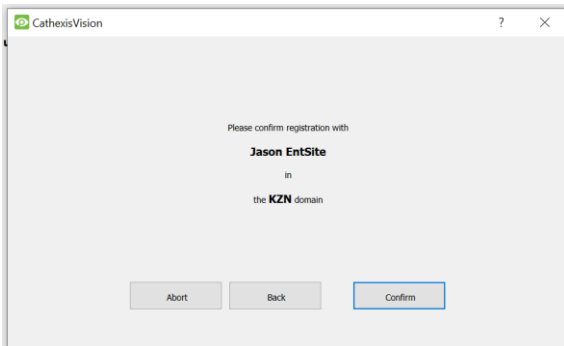 CathexisVision ?
Please confirm registration with
Jason EntSite
in
the KZN domain
Abort Back Confirm